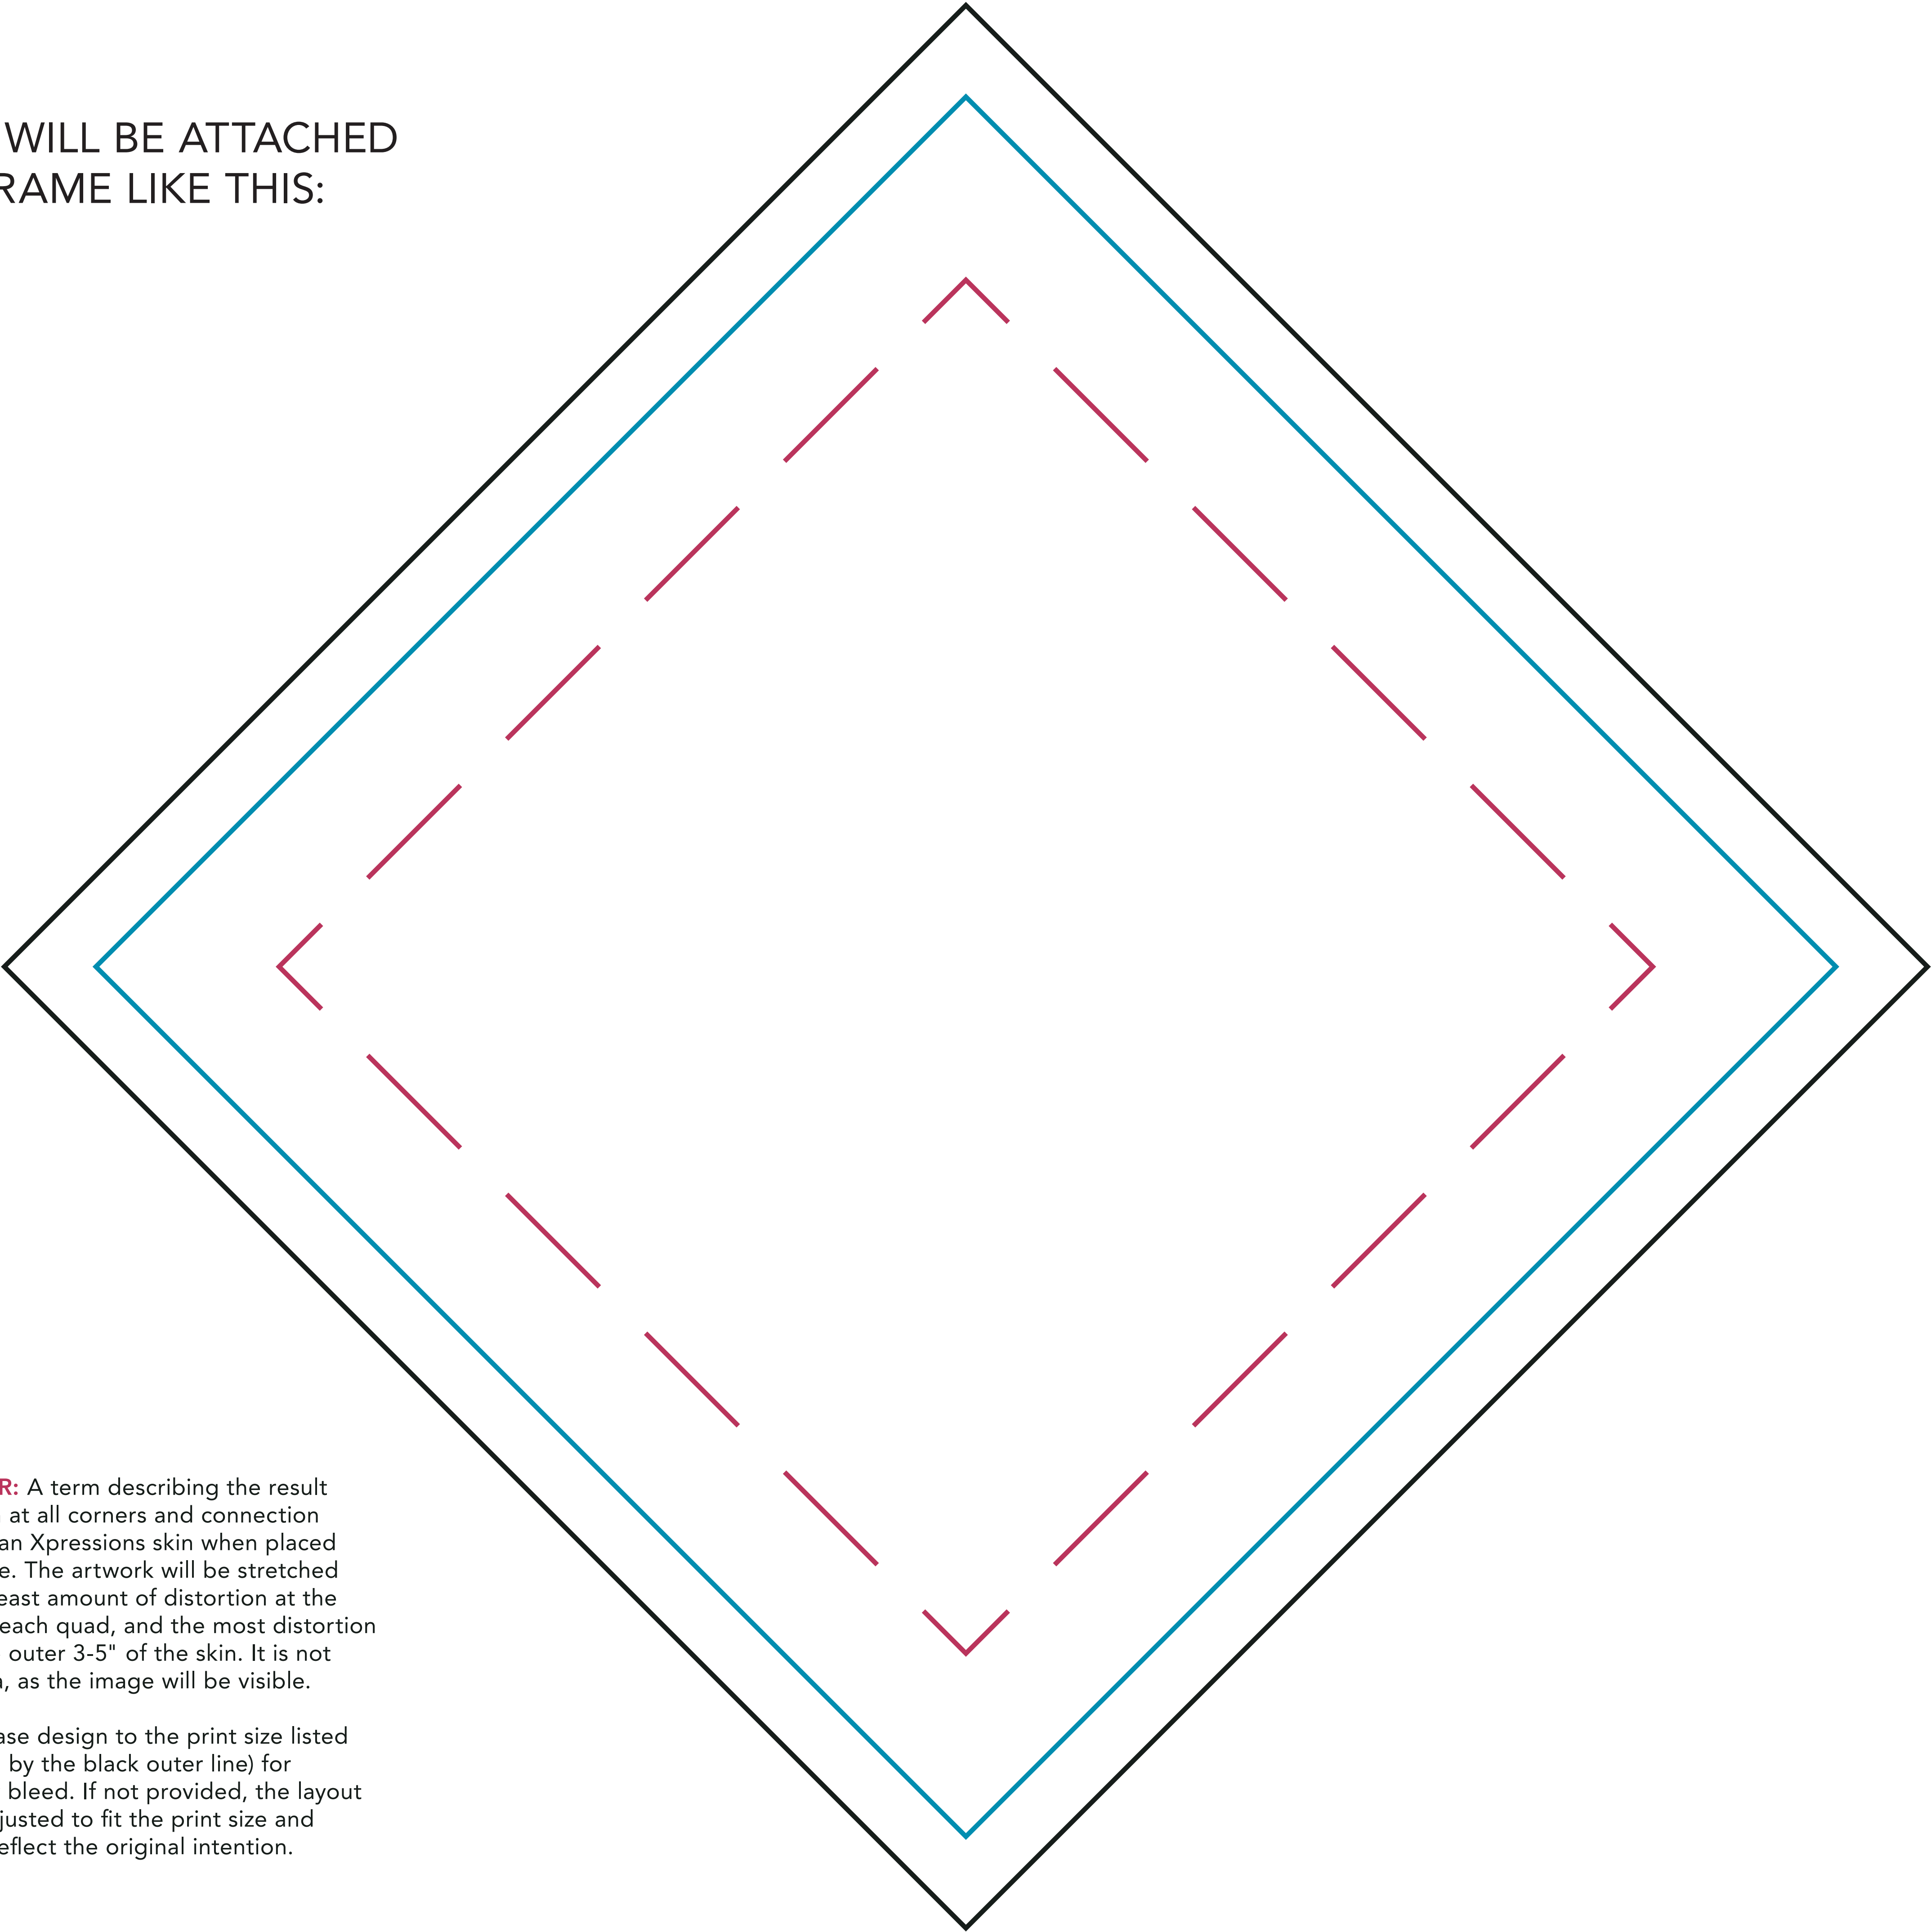 WILL BE ATTACHED
RAME LIKE THIS:
R: A term describing the result
at all corners and connection
an Xpressions skin when placed
e. The artwork will be stretched
east amount of distortion at the
each quad, and the most distortion
outer 3-5" of the skin. It is not
, as the image will be visible.
ase design to the print size listed
by the black outer line) for
bleed. If not provided, the layout
justed to fit the print size and
eflect the original intention.